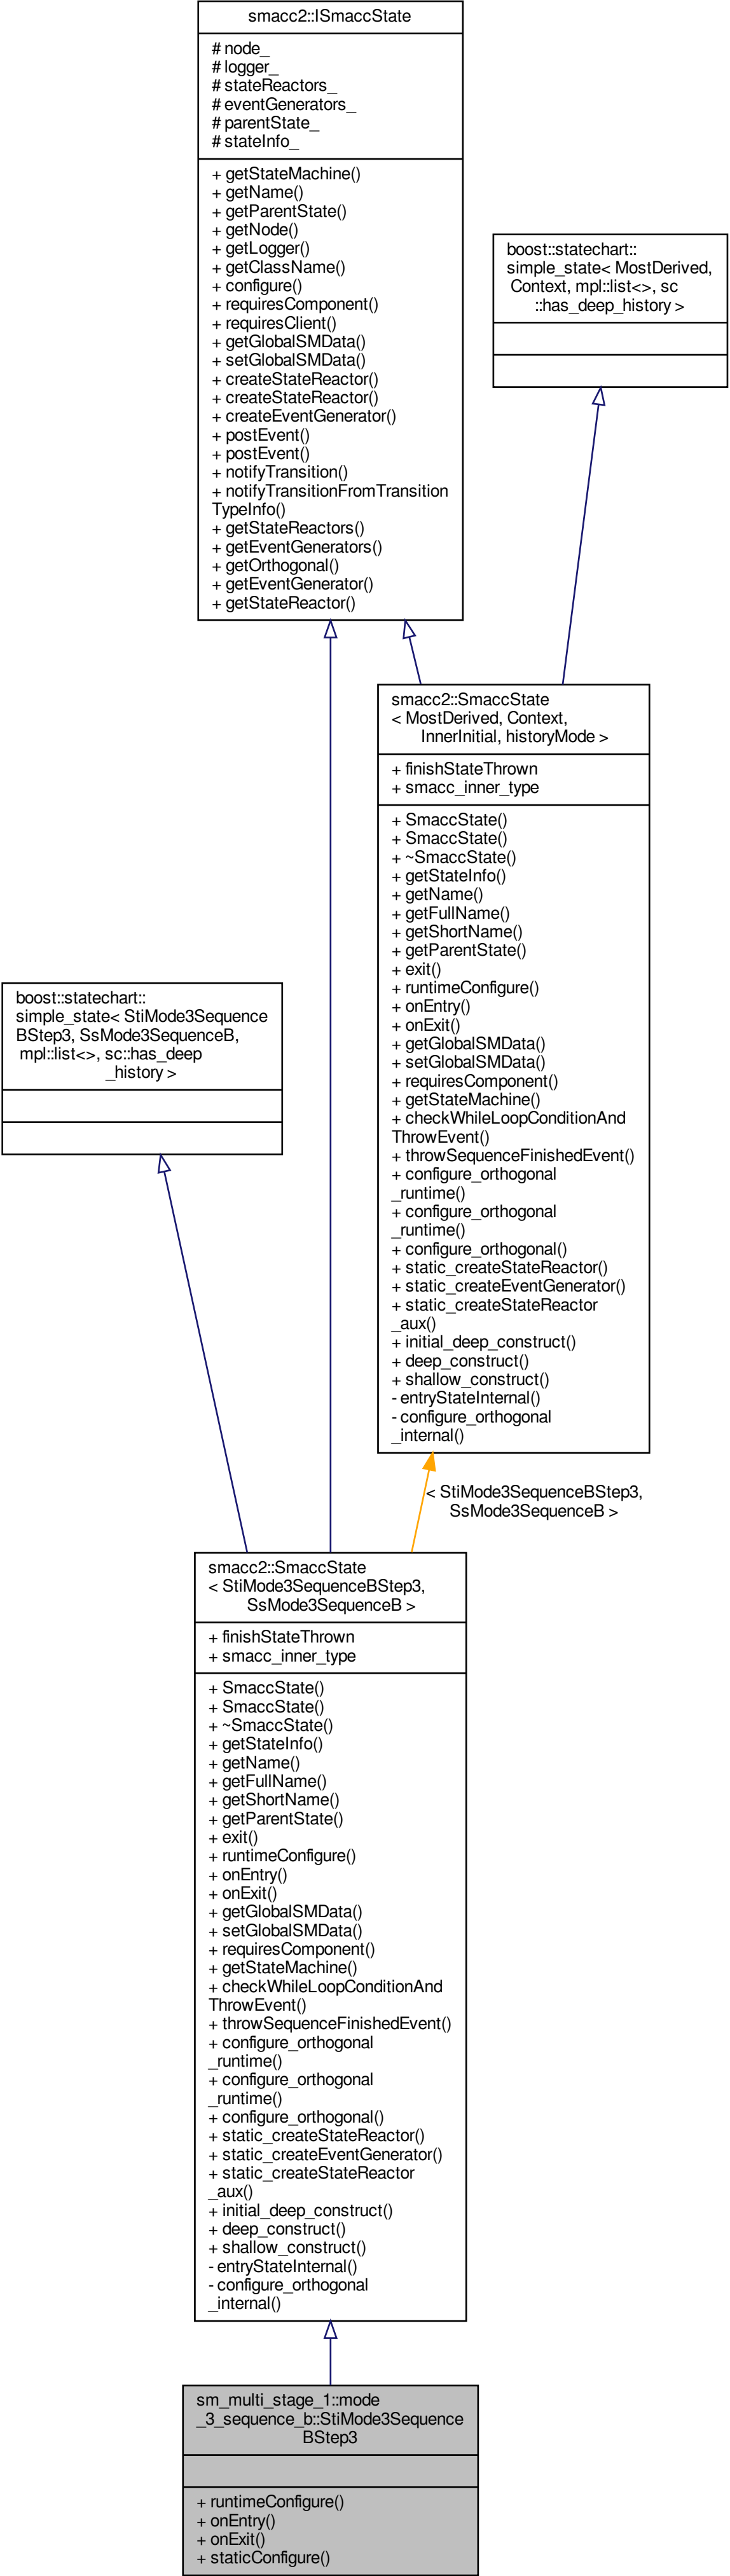 smacc2::ISmaccState
# node_
# logger_
# stateReactors_
# eventGenerators_
# parentState_
# stateInfo_
+ getStateMachine()
+ getName()
+ getParentState()
+ getNode()
+ getLogger()
+ getClassName()
+ configure()
+ requiresComponent()
+ requiresClient()
+ getGlobalSMData()
+ setGlobalSMData()
+ createStateReactor()
+ createStateReactor()
+ createEventGenerator()
+ postEvent()
+ postEvent()
+ notifyTransition()
+ notifyTransitionFromTransition
TypeInfo()
+ getStateReactors()
+ getEventGenerators()
+ getOrthogonal()
+ getEventGenerator()
+ getStateReactor()
boost::statechart::
simple_state< MostDerived,
Context, mpl::list<>, sc
::has_deep_history >
smacc2::SmaccState
< MostDerived, Context,
InnerInitial, historyMode >
+ finishStateThrown
+ smacc_inner_type
+ SmaccState()
+ SmaccState()
+ ~SmaccState()
+ getStateInfo()
+ getName()
+ getFullName()
+ getShortName()
+ getParentState()
+ exit()
+ runtimeConfigure()
+ onEntry()
+ onExit()
+ getGlobalSMData()
+ setGlobalSMData()
+ requiresComponent()
+ getStateMachine()
+ checkWhileLoopConditionAnd
ThrowEvent()
+ throwSequenceFinishedEvent()
+ configure_orthogonal
_runtime()
+ configure_orthogonal
_runtime()
+ configure_orthogonal()
+ static_createStateReactor()
+ static_createEventGenerator()
+ static_createStateReactor
_aux()
+ initial_deep_construct()
+ deep_construct()
+ shallow_construct()
- entryStateInternal()
- configure_orthogonal
_internal()
boost::statechart::
simple_state< StiMode3Sequence
BStep3, SsMode3SequenceB,
mpl::list<>, sc::has_deep
_history >
< StiMode3SequenceBStep3,
SsMode3SequenceB >
smacc2::SmaccState
< StiMode3SequenceBStep3,
SsMode3SequenceB >
+ finishStateThrown
+ smacc_inner_type
+ SmaccState()
+ SmaccState()
+ ~SmaccState()
+ getStateInfo()
+ getName()
+ getFullName()
+ getShortName()
+ getParentState()
+ exit()
+ runtimeConfigure()
+ onEntry()
+ onExit()
+ getGlobalSMData()
+ setGlobalSMData()
+ requiresComponent()
+ getStateMachine()
+ checkWhileLoopConditionAnd
ThrowEvent()
+ throwSequenceFinishedEvent()
+ configure_orthogonal
_runtime()
+ configure_orthogonal
_runtime()
+ configure_orthogonal()
+ static_createStateReactor()
+ static_createEventGenerator()
+ static_createStateReactor
_aux()
+ initial_deep_construct()
+ deep_construct()
+ shallow_construct()
- entryStateInternal()
- configure_orthogonal
_internal()
sm_multi_stage_1::mode
_3_sequence_b::StiMode3Sequence
BStep3
+ runtimeConfigure()
+ onEntry()
+ onExit()
+ staticConfigure()